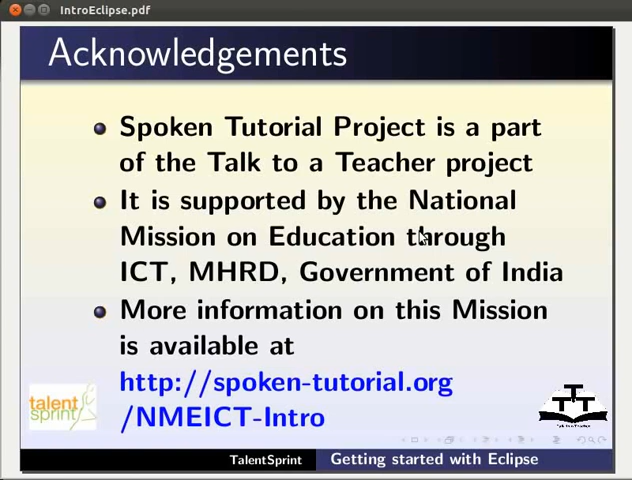 IntroEclipse.pdf
Acknowledgements
Spoken Tutorial Project is a part
of the Talk to a Teacher project
It is supported by the National
Mission on Education through
ICT, MHRD, Government of India
More information on this Mission
is available at
http://spoken-tutorial.org
/NMEICT-Intro
talent
sprint
TalentSprint
Getting started with Eclipse